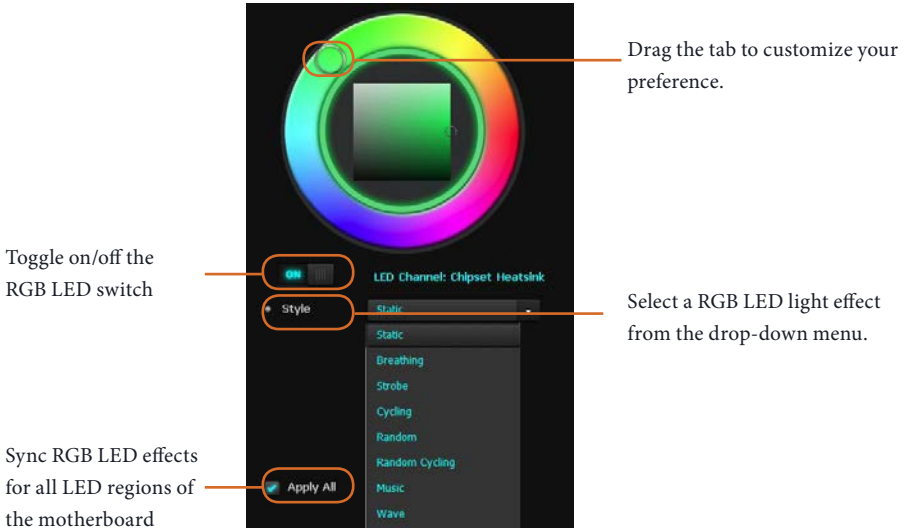 Drag the tab to customize your
preference.
Toggle on/off the
RGB LED switch
ON
LED Channel: Chipset Heatsink
Style
Static
Select a RGB LED light effect
from the drop-down menu.
Static
Breathing
Strobe
Cycling
Random
Random Cycling
Music
Wave
Sync RGB LED effects
for all LED regions of
the motherboard
Apply All